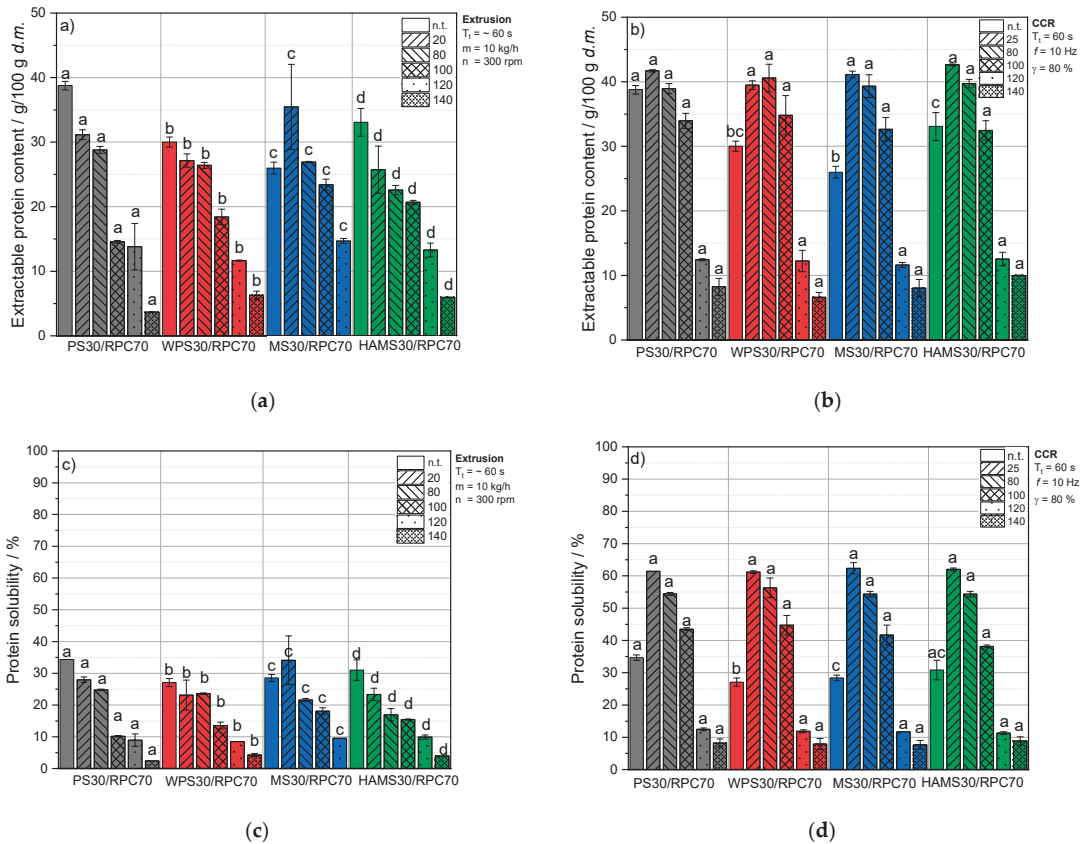 a)
n.t.
20
80
100
120
140
Extrusion
Tt = ~ 60 s
m = 10 kg/h
n = 300 rpm
Extractable protein content / g/100 g d.m.
50
40
30
20
10
0
a a a a a a
b b b b b b
c c c c c
d d d d d d
PS30/RPC70 WPS30/RPC70 MS30/RPC70 HAMS30/RPC70
(a)
b)
n.t.
25
80
100
120
140
CCR
Tt = 60 s
f = 10 Hz
γ = 80 %
Extractable protein content / g/100 g d.m.
50
40
30
20
10
0
a a a a a a
bc a a a a a
b a a a a a
c a a a a a
PS30/RPC70 WPS30/RPC70 MS30/RPC70 HAMS30/RPC70
(b)
c)
n.t.
20
80
100
120
140
Extrusion
Tt = ~ 60 s
m = 10 kg/h
n = 300 rpm
Protein solubility / %
100
90
80
70
60
50
40
30
20
10
0
a a a a a a
b b b b b b
c c c c c
d d d d d d
PS30/RPC70 WPS30/RPC70 MS30/RPC70 HAMS30/RPC70
(c)
d)
n.t.
25
80
100
120
140
CCR
Tt = 60 s
f = 10 Hz
γ = 80 %
Protein solubility / %
100
90
80
70
60
50
40
30
20
10
0
a a a a a a
b a a a a a
c a a a a a
ac a a a a a
PS30/RPC70 WPS30/RPC70 MS30/RPC70 HAMS30/RPC70
(d)